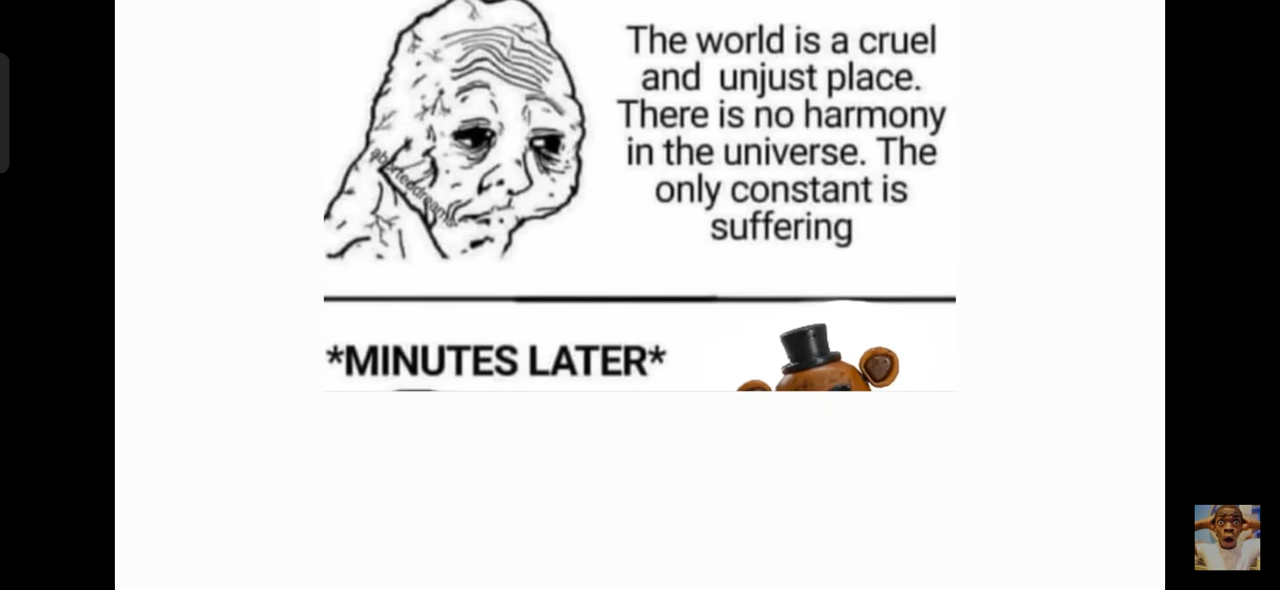 The world is a cruel
and unjust place.
There is no harmony
in the universe. The
only constant is
suffering
*MINUTES LATER*